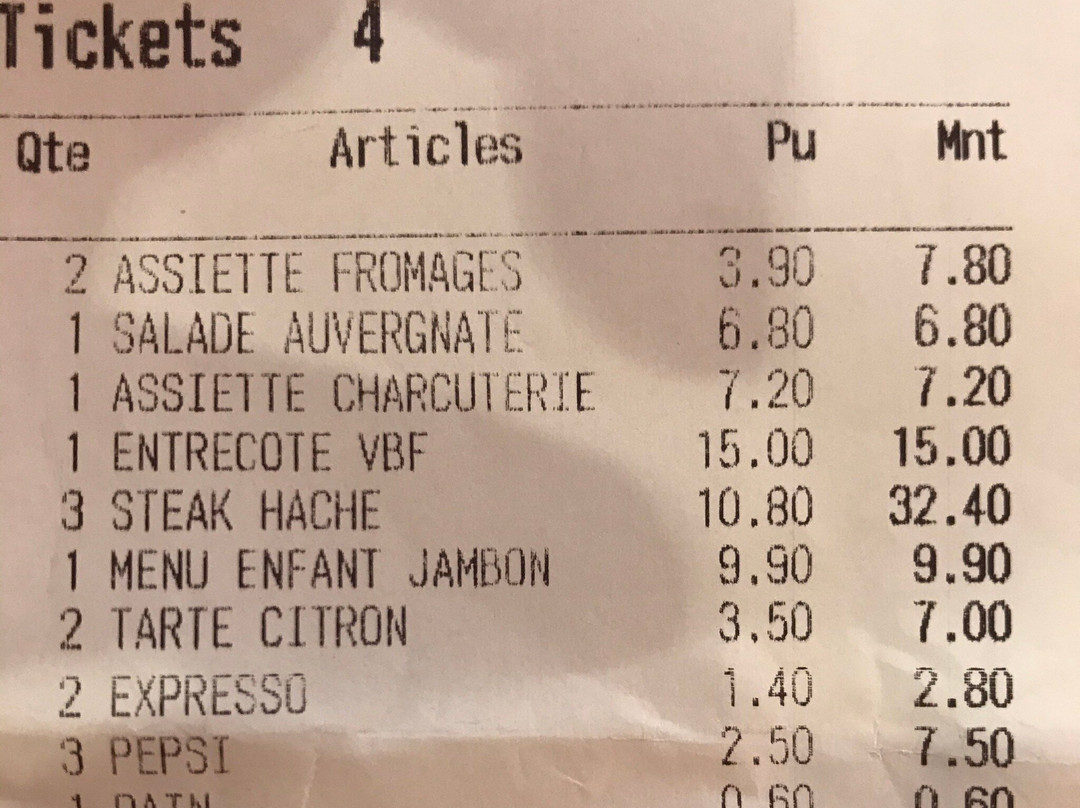 Tickets 4
Qte Articles Pu Mnt
2 ASSIETTE FROMAGES 3.90 7.80
1 SALADE AUVERGNATE 6.80 6.80
1 ASSIETTE CHARCUTERIE 7.20 7.20
1 ENTRECOTE VBF 15.00 15.00
3 STEAK HACHE 10.80 32.40
1 MENU ENFANT JAMBON 9.90 9.90
2 TARTE CITRON 3.50 7.00
2 EXPRESSO 1.40 2.80
3 PEPSI 2.50 7.50
1 PAIN 0.60 0.60